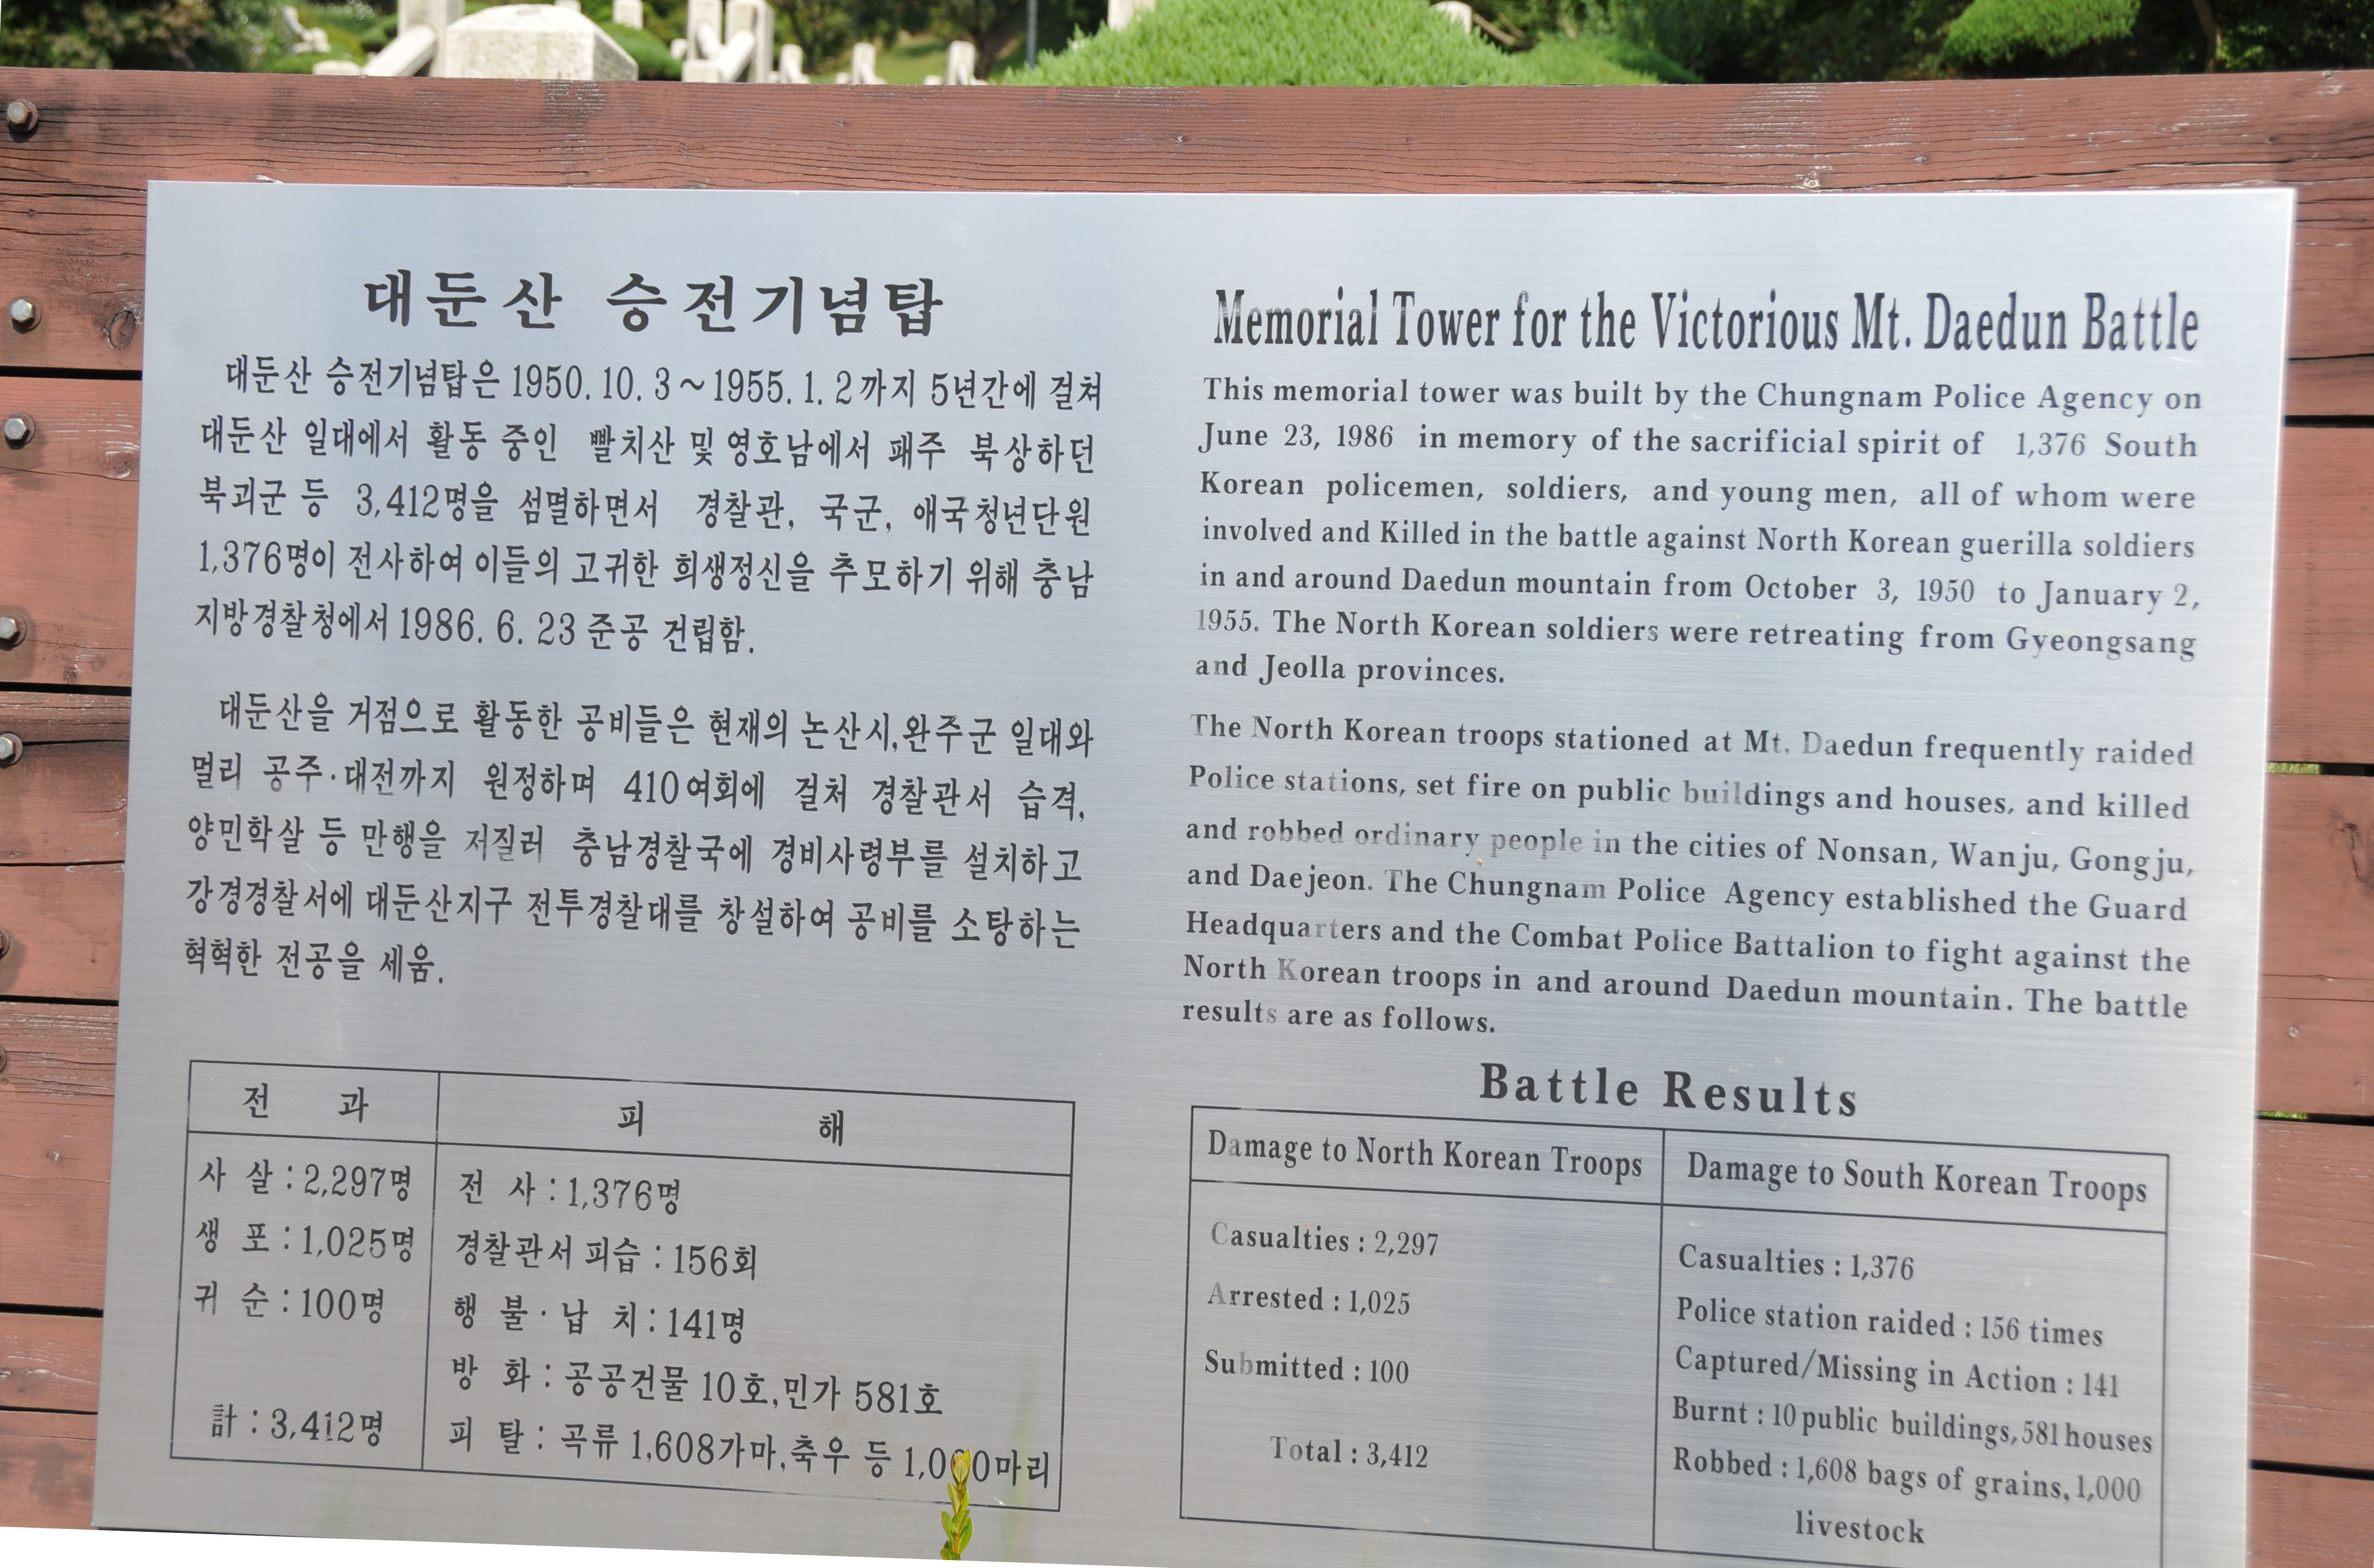 대둔산 승전기념탑
대둔산 승전기념탑은 1950. 10. 3 ~ 1955. 1. 2까지 5년간에 걸쳐
대둔산 일대에서 활동 중인 빨치산 및 영호남에서 패주 북상하던
북괴군 등 3,412명을 섬멸하면서 경찰관, 국군, 애국청년단원
1,376명이 전사하여 이들의 고귀한 희생정신을 추모하기 위해 충남
지방경찰청에서 1986. 6. 23 준공 건립함.
대둔산을 거점으로 활동한 공비들은 현재의 논산시,완주군 일대와
멀리 공주·대전까지 원정하며 410여회에 걸처 경찰관서 습격,
양민학살 등 만행을 저질러 충남경찰국에 경비사령부를 설치하고
강경경찰서에 대둔산지구 전투경찰대를 창설하여 공비를 소탕하는
혁혁한 전공을 세움.
전 과
피 해
사 살 : 2,297명
생 포 : 1,025명
귀 순 : 100명
計 : 3,412명
전 사 : 1,376명
경찰관서 피습 : 156회
행 불 · 납 치 : 141명
방 화 : 공공건물 10호,민가 581호
피 탈 : 곡류 1,608가마,축우 등 1,000마리
Memorial Tower for the Victorious Mt. Daedun Battle
This memorial tower was built by the Chungnam Police Agency on
June 23, 1986 in memory of the sacrificial spirit of 1,376 South
Korean policemen, soldiers, and young men, all of whom were
involved and Killed in the battle against North Korean guerilla soldiers
in and around Daedun mountain from October 3, 1950 to January 2,
1955. The North Korean soldiers were retreating from Gyeongsang
and Jeolla provinces.
The North Korean troops stationed at Mt. Daedun frequently raided
Police stations, set fire on public buildings and houses, and killed
and robbed ordinary people in the cities of Nonsan, Wanju, Gongju,
and Daejeon. The Chungnam Police Agency established the Guard
Headquarters and the Combat Police Battalion to fight against the
North Korean troops in and around Daedun mountain. The battle
results are as follows.
Battle Results
Damage to North Korean Troops
Damage to South Korean Troops
Casualties : 2,297
Arrested : 1,025
Submitted : 100
Total : 3,412
Casualties : 1,376
Police station raided : 156 times
Captured/Missing in Action : 141
Burnt : 10 public buildings, 581 houses
Robbed : 1,608 bags of grains, 1,000
livestock